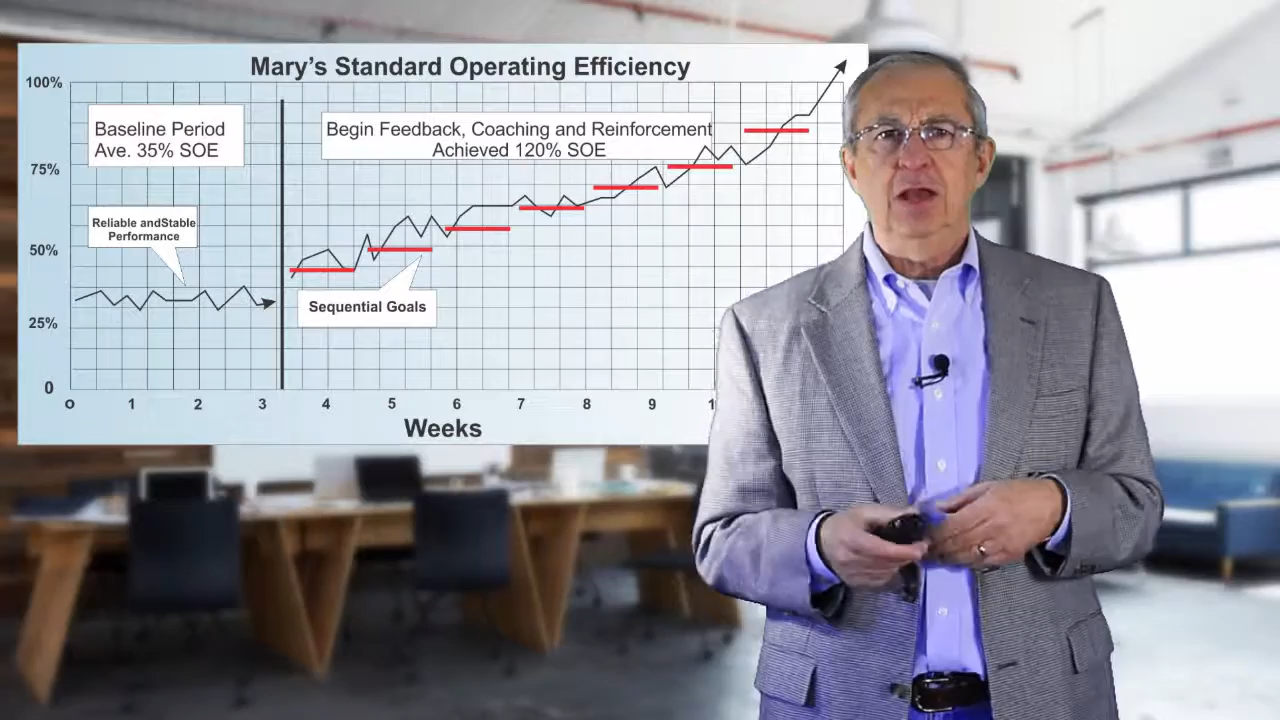 Mary's Standard Operating Efficiency
100%
75%
50%
25%
0
Baseline Period
Ave. 35% SOE
Begin Feedback, Coaching and Reinforcement
Achieved 120% SOE
Reliable andStable
Performance
Sequential Goals
O 1 2 3 4 5 6 7 8 9
Weeks